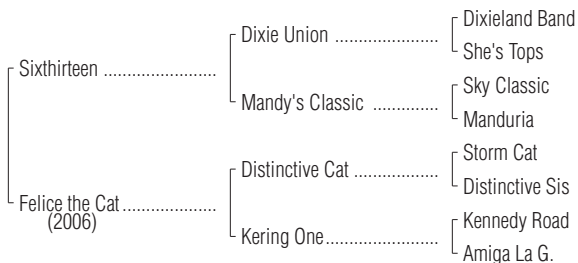 Dixieland Band
Dixie Union ....................
She's Tops
Sixthirteen ......................
Sky Classic
Mandy's Classic .............
Manduria
Storm Cat
Distinctive Cat ................
Distinctive Sis
Felice the Cat ..................
(2006)
Kennedy Road
Kering One ......................
Amiga La G.